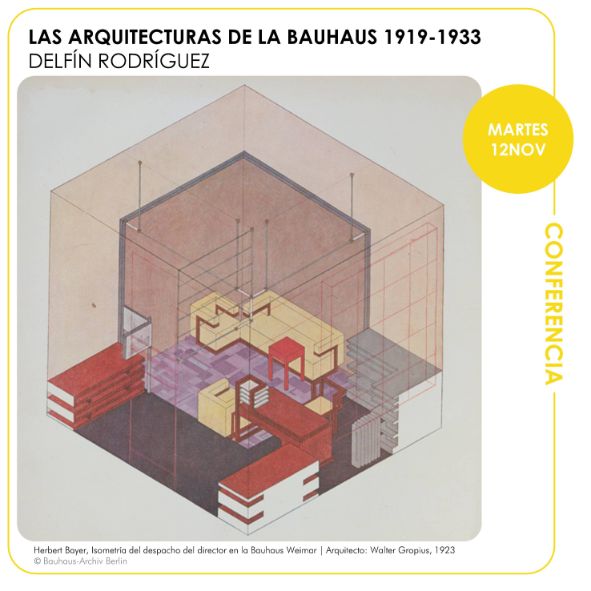 LAS ARQUITECTURAS DE LA BAUHAUS 1919-1933
DELFÍN RODRÍGUEZ
MARTES
12NOV
CONFERENCIA
Herbert Bayer, Isometría del despacho del director en la Bauhaus Weimar | Arquitecto: Walter Gropius, 1923
© Bauhaus-Archiv Berlin